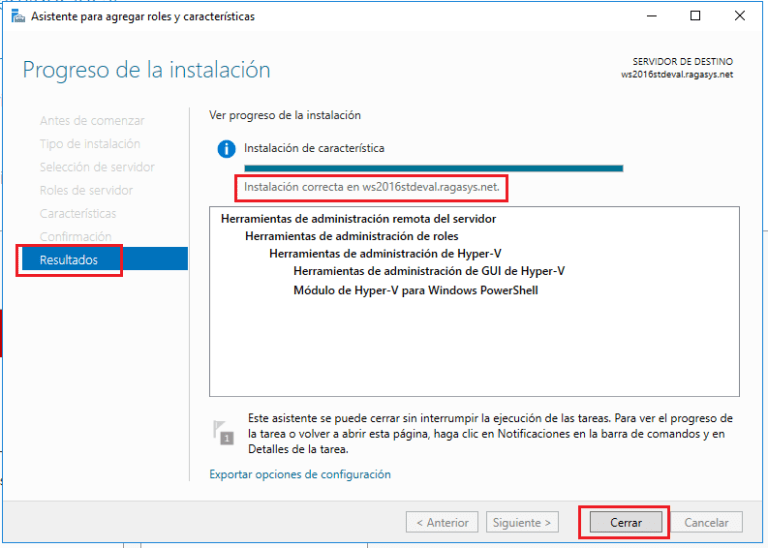 Asistente para agregar roles y características
Progreso de la instalación
SERVIDOR DE DESTINO
ws2016stdeval.ragasys.net
Antes de comenzar
Tipo de instalación
Selección de servidor
Roles de servidor
Características
Confirmación
Resultados
Ver progreso de la instalación
Instalación de característica
Instalación correcta en ws2016stdeval.ragasys.net.
Herramientas de administración remota del servidor
Herramientas de administración de roles
Herramientas de administración de Hyper-V
Herramientas de administración de GUI de Hyper-V
Módulo de Hyper-V para Windows PowerShell
1
Este asistente se puede cerrar sin interrumpir la ejecución de las tareas. Para ver el progreso de
la tarea o volver a abrir esta página, haga clic en Notificaciones en la barra de comandos y en
Detalles de la tarea.
Exportar opciones de configuración
< Anterior
Siguiente >
Cerrar
Cancelar